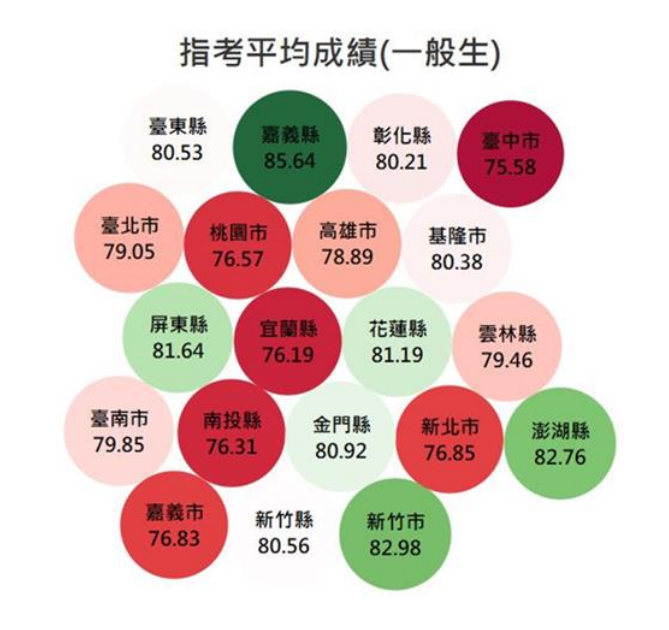 指考平均成績(一般生)
臺東縣
80.53
嘉義縣
85.64
彰化縣
80.21
臺中市
75.58
臺北市
79.05
桃園市
76.57
高雄市
78.89
基隆市
80.38
屏東縣
81.64
宜蘭縣
76.19
花蓮縣
81.19
雲林縣
79.46
臺南市
79.85
南投縣
76.31
金門縣
80.92
新北市
76.85
澎湖縣
82.76
嘉義市
76.83
新竹縣
80.56
新竹市
82.98